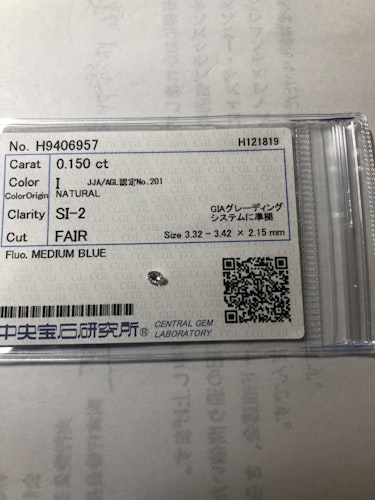 No. H9406957
H121819
Carat 0.150 ct
Color I JJA/AGL認定No.201
ColorOrigin NATURAL
Clarity SI-2 GIAグレーディング
システムに準拠
Cut FAIR Size 3.32 - 3.42 × 2.15 mm
Fluo. MEDIUM BLUE
中央宝石研究所® CENTRAL GEM
LABORATORY